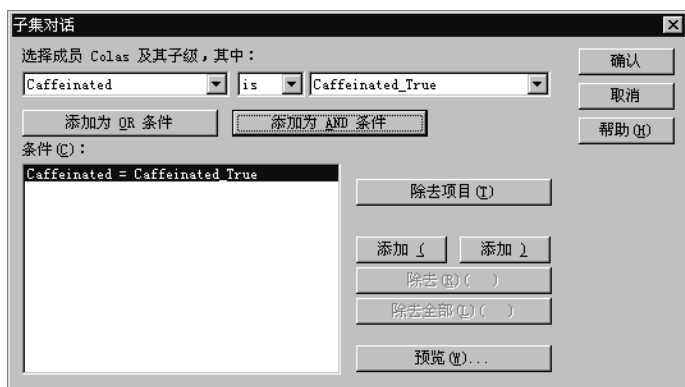 子集对话
选择成员 Colas 及其子级，其中：
Caffeinated is Caffeinated_True
确认
取消
帮助(H)
添加为 OR 条件 添加为 AND 条件
条件(C)：
Caffeinated = Caffeinated_True
除去项目(T)
添加 ( 添加 )
除去(R)( )
除去全部(L)( )
预览(W)...